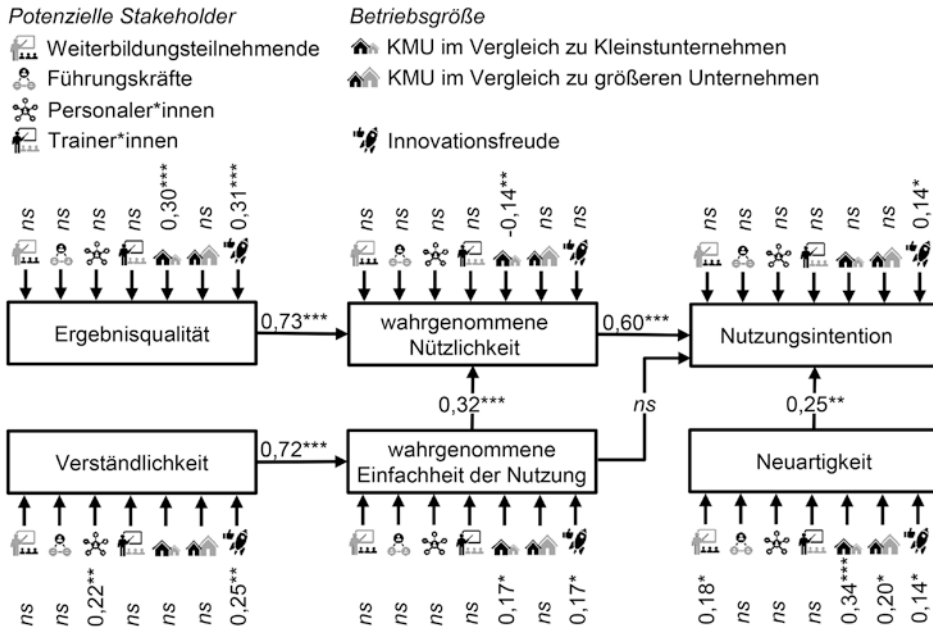 Potenzielle Stakeholder
Betriebsgröße
Weiterbildungsteilnehmende
KMU im Vergleich zu Kleinstunternehmen
Führungskräfte
KMU im Vergleich zu größeren Unternehmen
Personaler*innen
Trainer*innen
Innovationsfreude
ns ns ns ns 0,30*** ns 0,31***
ns ns ns ns -0,14** ns ns
ns ns ns ns ns ns 0,14*
Ergebnisqualität
0,73***
wahrgenommene
Nützlichkeit
0,60***
Nutzungsintention
0,32***
ns
0,25**
Verständlichkeit
0,72***
wahrgenommene
Einfachheit der Nutzung
Neuartigkeit
ns ns 0,22** ns ns ns 0,25**
ns ns ns ns 0,17* ns 0,17*
0,18* ns ns ns 0,34*** 0,20* 0,14*